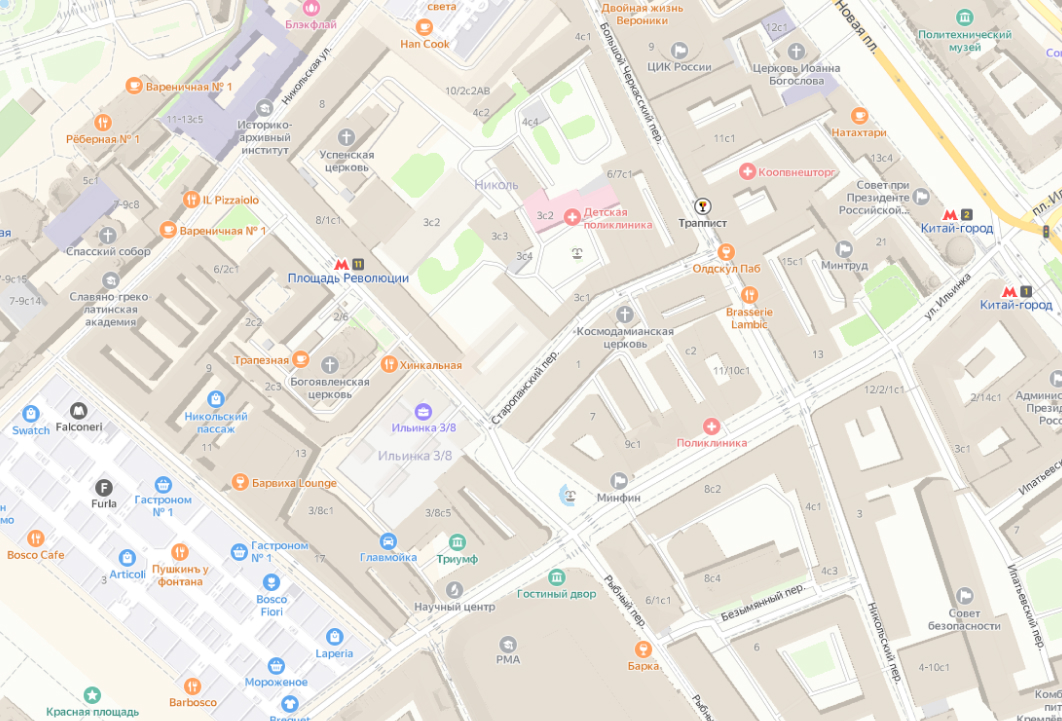 света
Двойная жизнь
Вероники
Блэкфлай
Новая пл.
Han Cook
4с1
Большой Черкасский пер.
9
ЦИК России
12с1
Политехнический
музей
Церковь Иоанна
Богослова
Вареничная № 1
Никольская ул.
8
10/2с2АВ
4с2
4с4
11-13с5
Историко-
архивный
институт
Рёберная № 1
Успенская
церковь
11с1
Натахтари
13с4
5с1
9с8
IL Pizzaiolo
Николь
6/7с1
Коопвнешторг
Совет при
Президенте
Российской...
3с2
3с2
Детская
поликлиника
8/1с1
Траппист
2
Китай-город
Вареничная № 1
Спасский собор
3с3
3с4
11
Площадь Революции
6/2с1
15с1
21
Минтруд
Олдскул Паб
7-9с15
7-9с14
Славяно-греко-
латинская
академия
3с1
ул. Ильинка
1
Китай-город
Brasserie
Lambic
Космодамианская
церковь
2с2
2/6
Трапезная
Богоявленская
церковь
Хинкальная
Старопанский пер.
1
с2
11/10с1
13
9
2с3
12/2/1с1
2/14с1
Swatch
Falconeri
Никольский
пассаж
Ильинка 3/8
Ильинка 3/8
7
9с1
Поликлиника
3с1
11
13
Барвиха Lounge
Furla
Гастроном
№ 1
Минфин
8с2
4с1
3
3/8с1
3/8с5
Bosco Cafe
Articoli
3
Пушкинъ у
фонтана
Гастроном
№ 1
17
Главмойка
Триумф
7
Bosco
Fiori
Научный центр
Гостиный двор
Рыбный пер.
6/1с1
8с4
4с3
Безымянный пер.
Никольский пер.
Ипатьевский пер.
Совет
безопасности
Laperia
РМА
Барка
6
4-10с1
Мороженое
Barbosco
Красная площадь